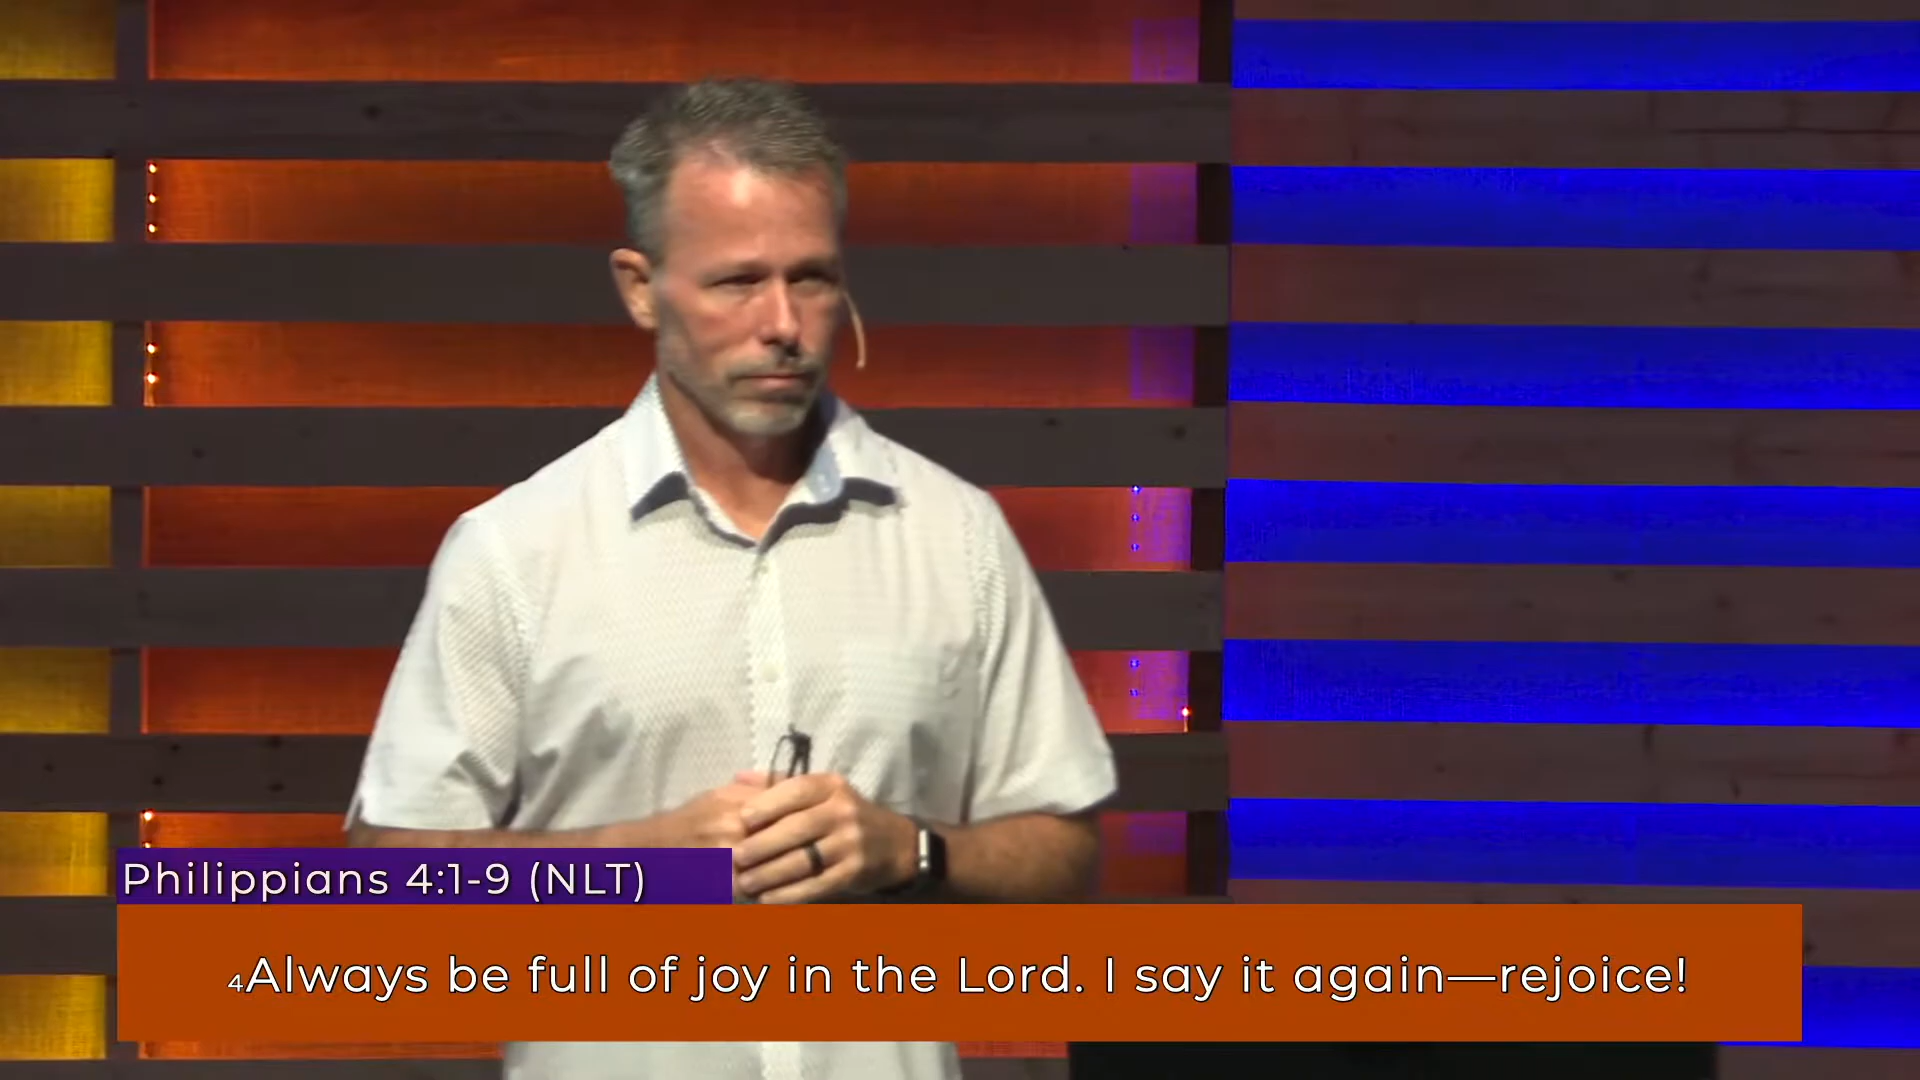 Philippians 4:1-9 (NLT)
4Always be full of joy in the Lord. I say it again—rejoice!